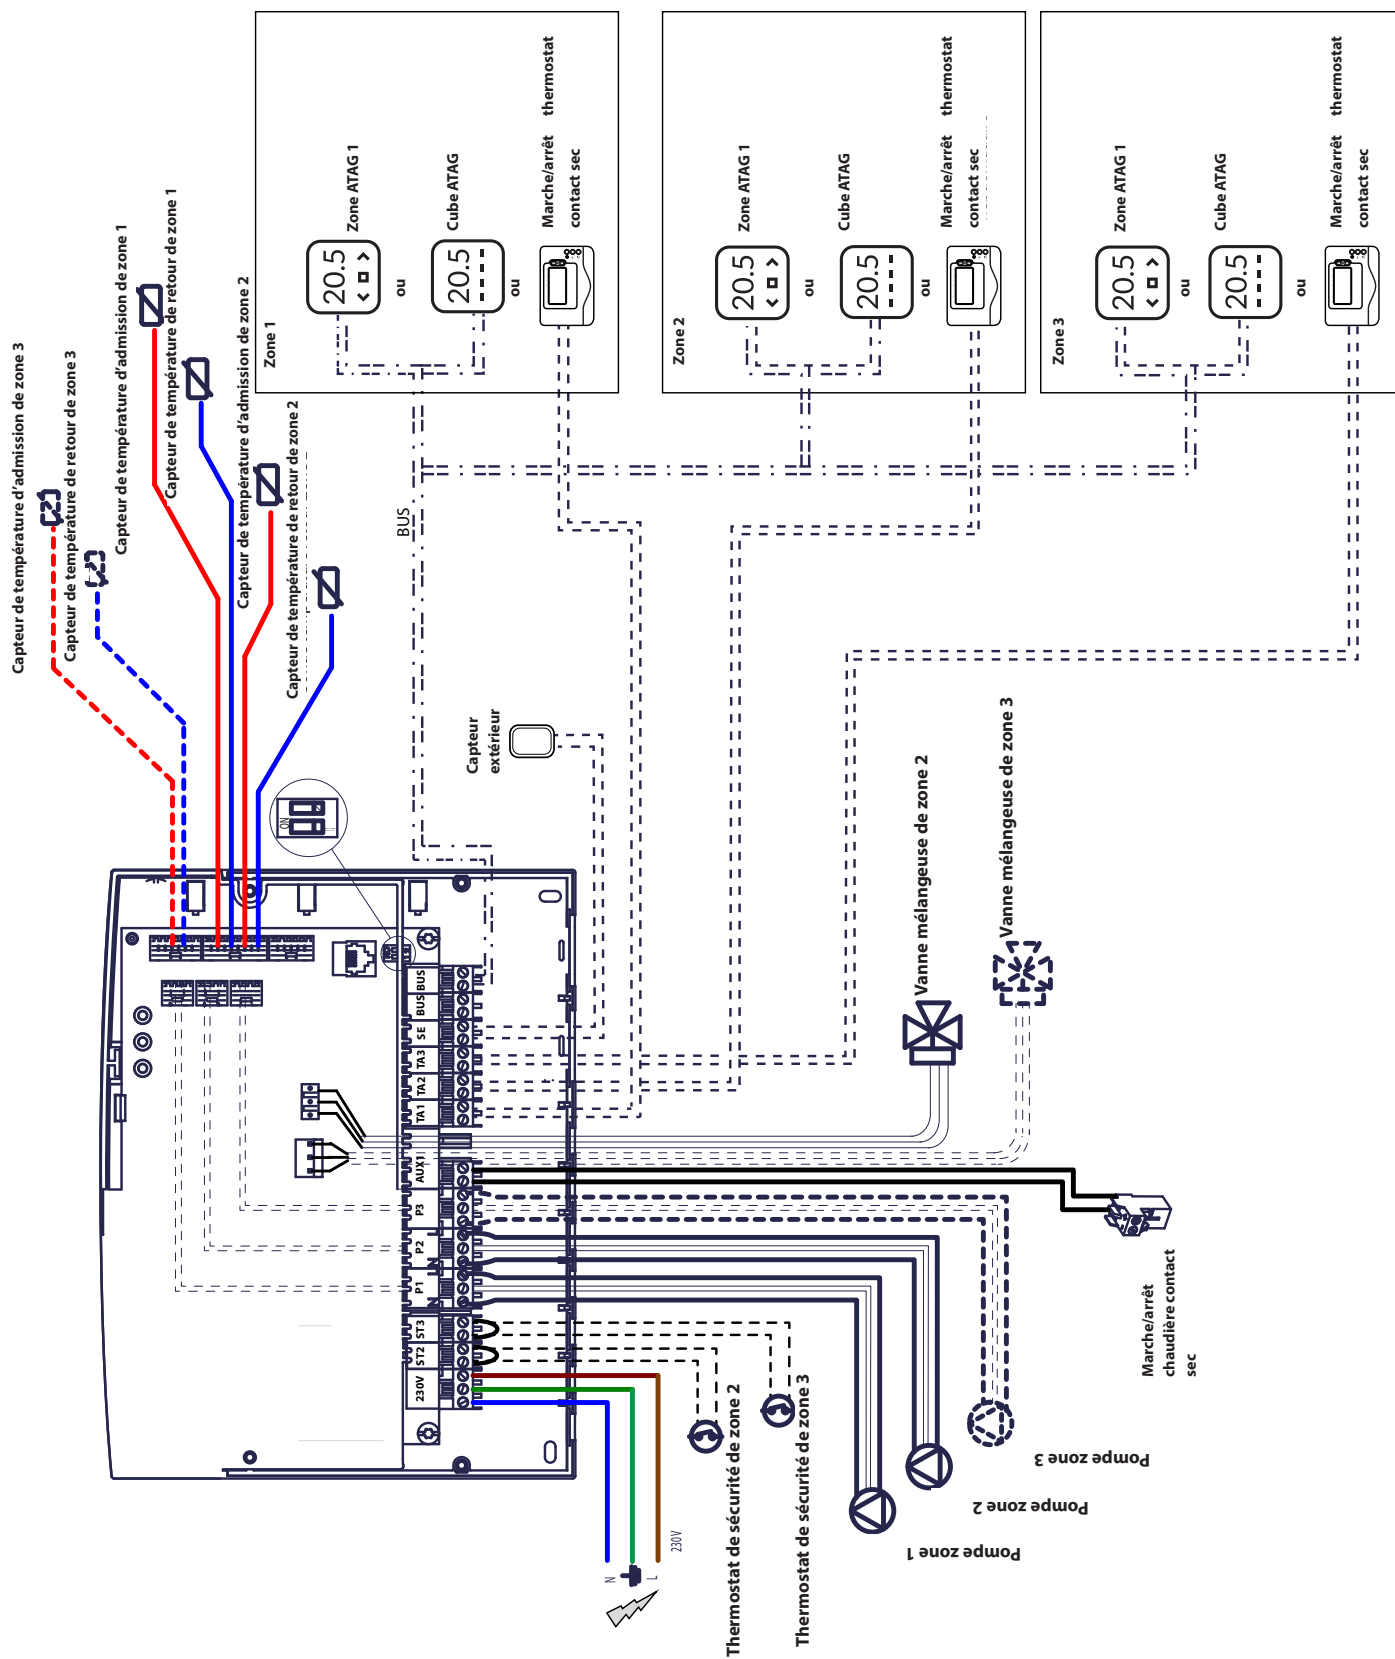 Capteur de température d'admission de zone 3
Capteur de température de retour de zone 3
Capteur de température d'admission de zone 1
Capteur de température de retour de zone 1
Capteur de température d'admission de zone 2
Capteur de température de retour de zone 2
Zone 1
20.5
Zone ATAG 1
ou
20.5
Cube ATAG
ou
Marche/arrêt thermostat
contact sec
Zone 2
20.5
Zone ATAG 1
ou
20.5
Cube ATAG
ou
Marche/arrêt thermostat
contact sec
Zone 3
20.5
Zone ATAG 1
ou
20.5
Cube ATAG
ou
Marche/arrêt thermostat
contact sec
BUS
Capteur
extérieur
ON
230V
ST2
ST3
P1
P2
P3
AUX1
TA1
TA2
TA3
SE
BUS
BUS
N
L
N
L
Vanne mélangeuse de zone 2
Vanne mélangeuse de zone 3
Marche/arrêt
chaudière contact
sec
Pompe zone 3
Pompe zone 2
Pompe zone 1
Thermostat de sécurité de zone 2
Thermostat de sécurité de zone 3
N
L
230V